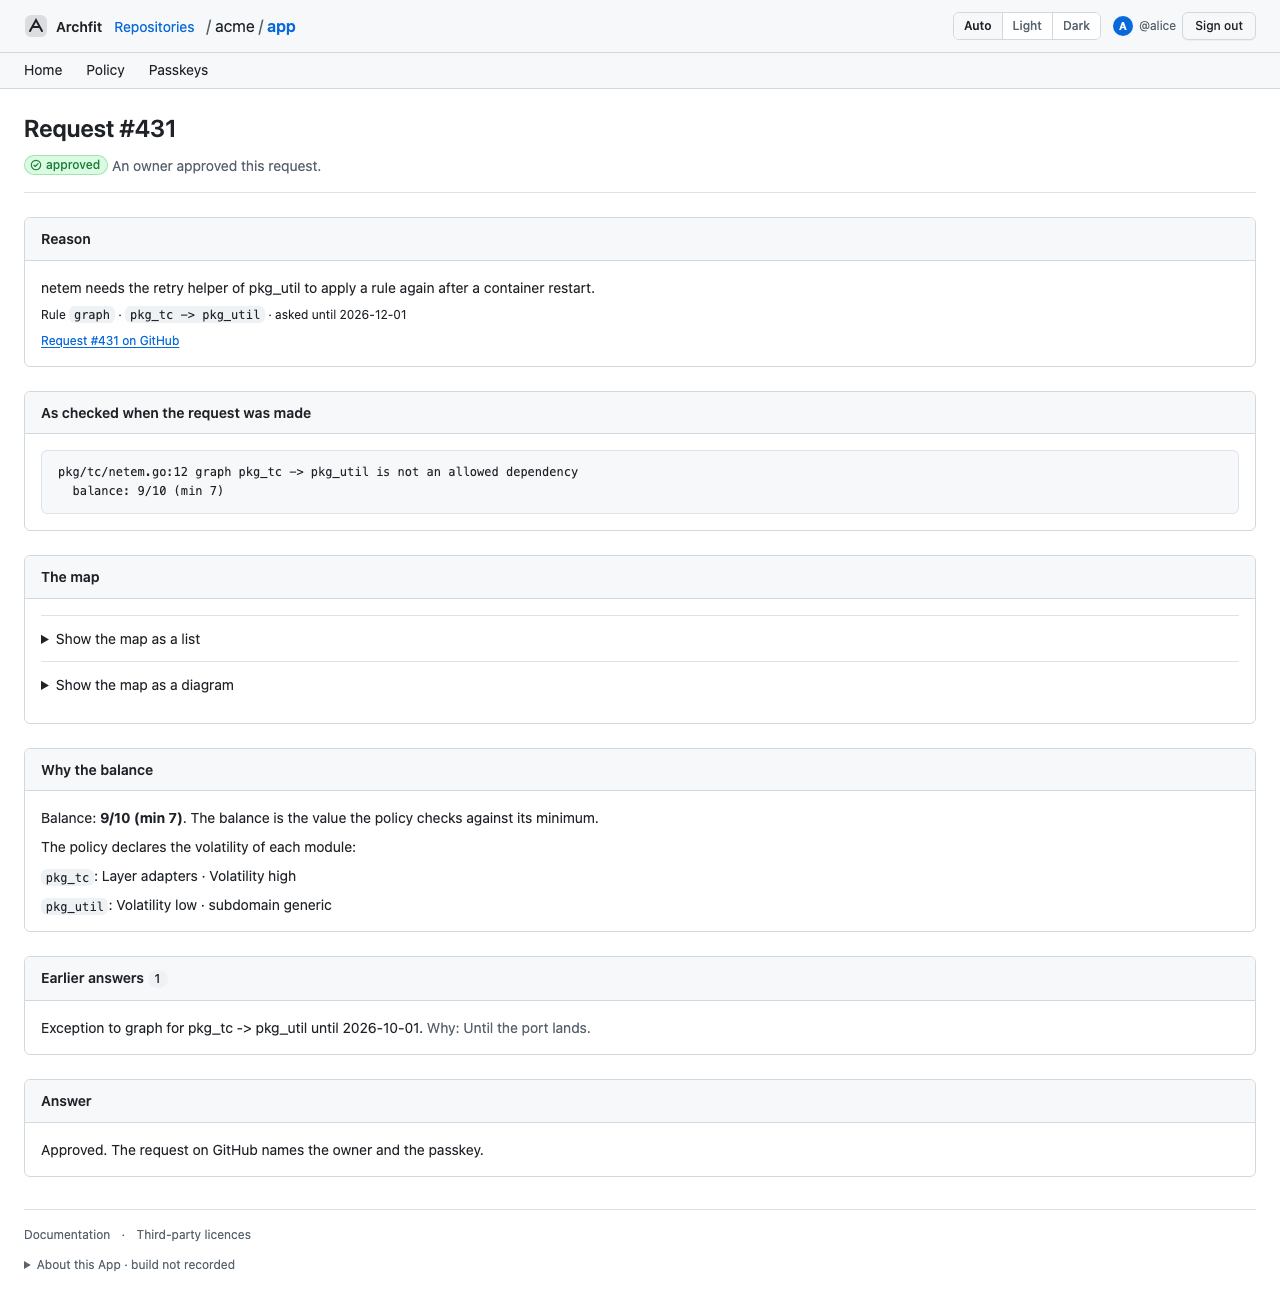 Archfit Repositories / acme / app
Auto Light Dark A @alice Sign out
Home Policy Passkeys
Request #431
approved An owner approved this request.
Reason
netem needs the retry helper of pkg_util to apply a rule again after a container restart.
Rule graph · pkg_tc -> pkg_util · asked until 2026-12-01
Request #431 on GitHub
As checked when the request was made
pkg/tc/netem.go:12 graph pkg_tc -> pkg_util is not an allowed dependency
balance: 9/10 (min 7)
The map
Show the map as a list
Show the map as a diagram
Why the balance
Balance: 9/10 (min 7). The balance is the value the policy checks against its minimum.
The policy declares the volatility of each module:
pkg_tc: Layer adapters · Volatility high
pkg_util: Volatility low · subdomain generic
Earlier answers 1
Exception to graph for pkg_tc -> pkg_util until 2026-10-01. Why: Until the port lands.
Answer
Approved. The request on GitHub names the owner and the passkey.
Documentation · Third-party licences
About this App · build not recorded